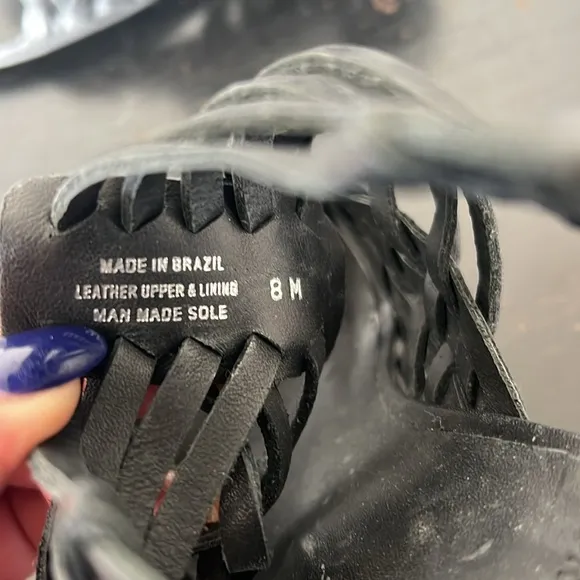 MADE IN BRAZIL
LEATHER UPPER & LINING
MAN MADE SOLE
8 M